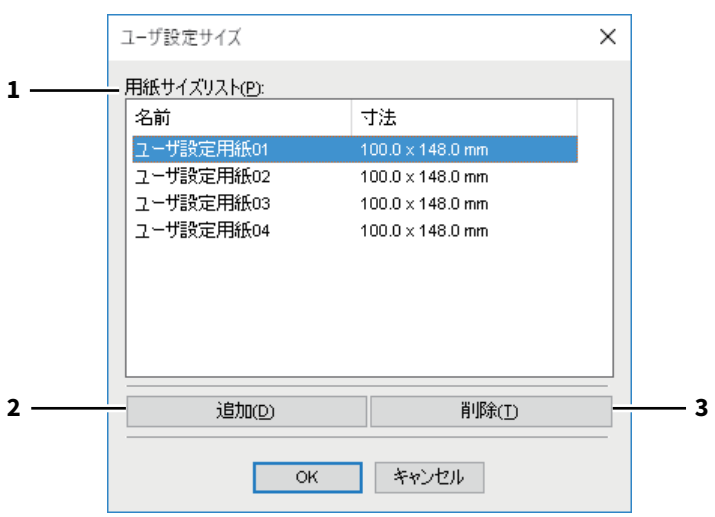 ユーザ設定サイズ
1
用紙サイズリスト(P):
名前 寸法
ユーザ設定用紙01 100.0 x 148.0 mm
ユーザ設定用紙02 100.0 x 148.0 mm
ユーザ設定用紙03 100.0 x 148.0 mm
ユーザ設定用紙04 100.0 x 148.0 mm
2 追加(D) 削除(T) 3
OK キャンセル